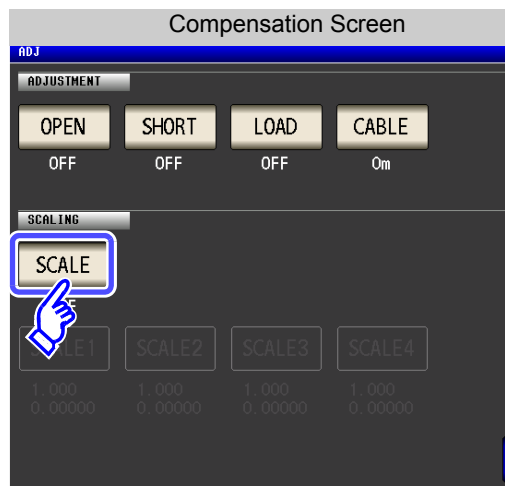 Compensation Screen
ADJ
ADJUSTMENT
OPEN SHORT LOAD CABLE
OFF OFF OFF 0m
SCALING
SCALE
SCALE2 SCALE3 SCALE4
1.000 1.000 1.000 1.000
0.00000 0.00000 0.00000 0.00000